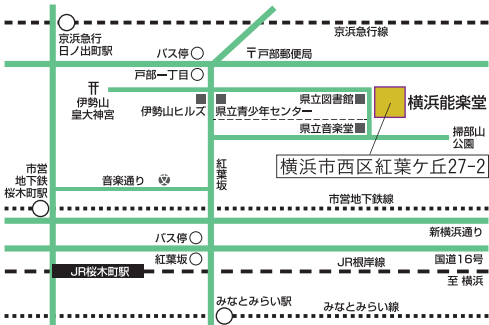 京浜急行線
京浜急行
日ノ出町駅
バス停
〒戸部郵便局
戸部一丁目
伊勢山
皇大神宮
伊勢山ヒルズ
県立青少年センター
県立図書館
県立音楽堂
横浜能楽堂
掃部山
公園
横浜市西区紅葉ケ丘27-2
紅葉坂
市営
地下鉄
桜木町駅
音楽通り
市営地下鉄線
新横浜通り
バス停
紅葉坂
JR根岸線
国道16号
JR桜木町駅
至 横浜
みなとみらい駅
みなとみらい線